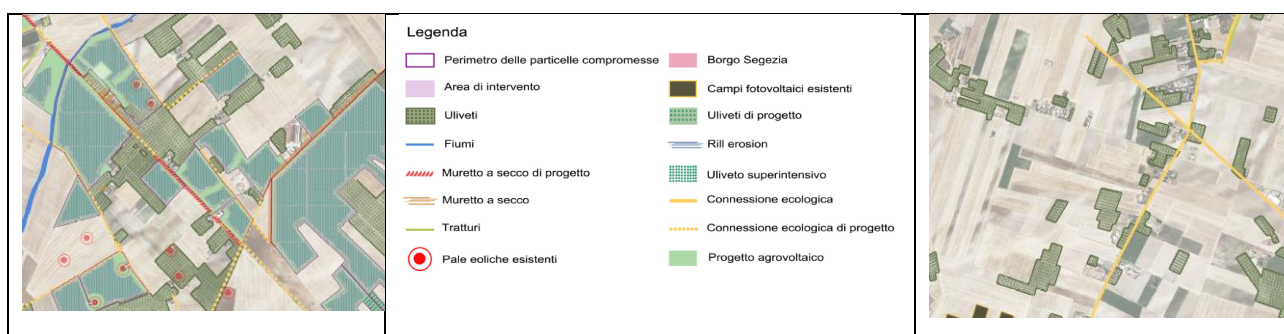 Legenda
Perimetro delle particelle compromesse
Area di intervento
Uliveti
Fiumi
Muretto a secco di progetto
Muretto a secco
Tratturi
Pale eoliche esistenti
Borgo Segezia
Campi fotovoltaici esistenti
Uliveti di progetto
Rill erosion
Uliveto superintensivo
Connessione ecologica
Connessione ecologica di progetto
Progetto agrovoltaico